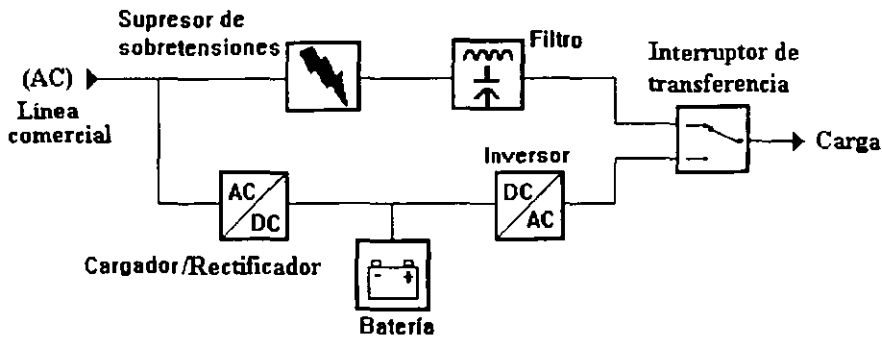 Supresor de
sobretensiones
Filtro
Interruptor de
transferencia
(AC)
Línea
comercial
Carga
Inversor
AC
DC
DC
AC
Cargador/Rectificador
- +
Batería